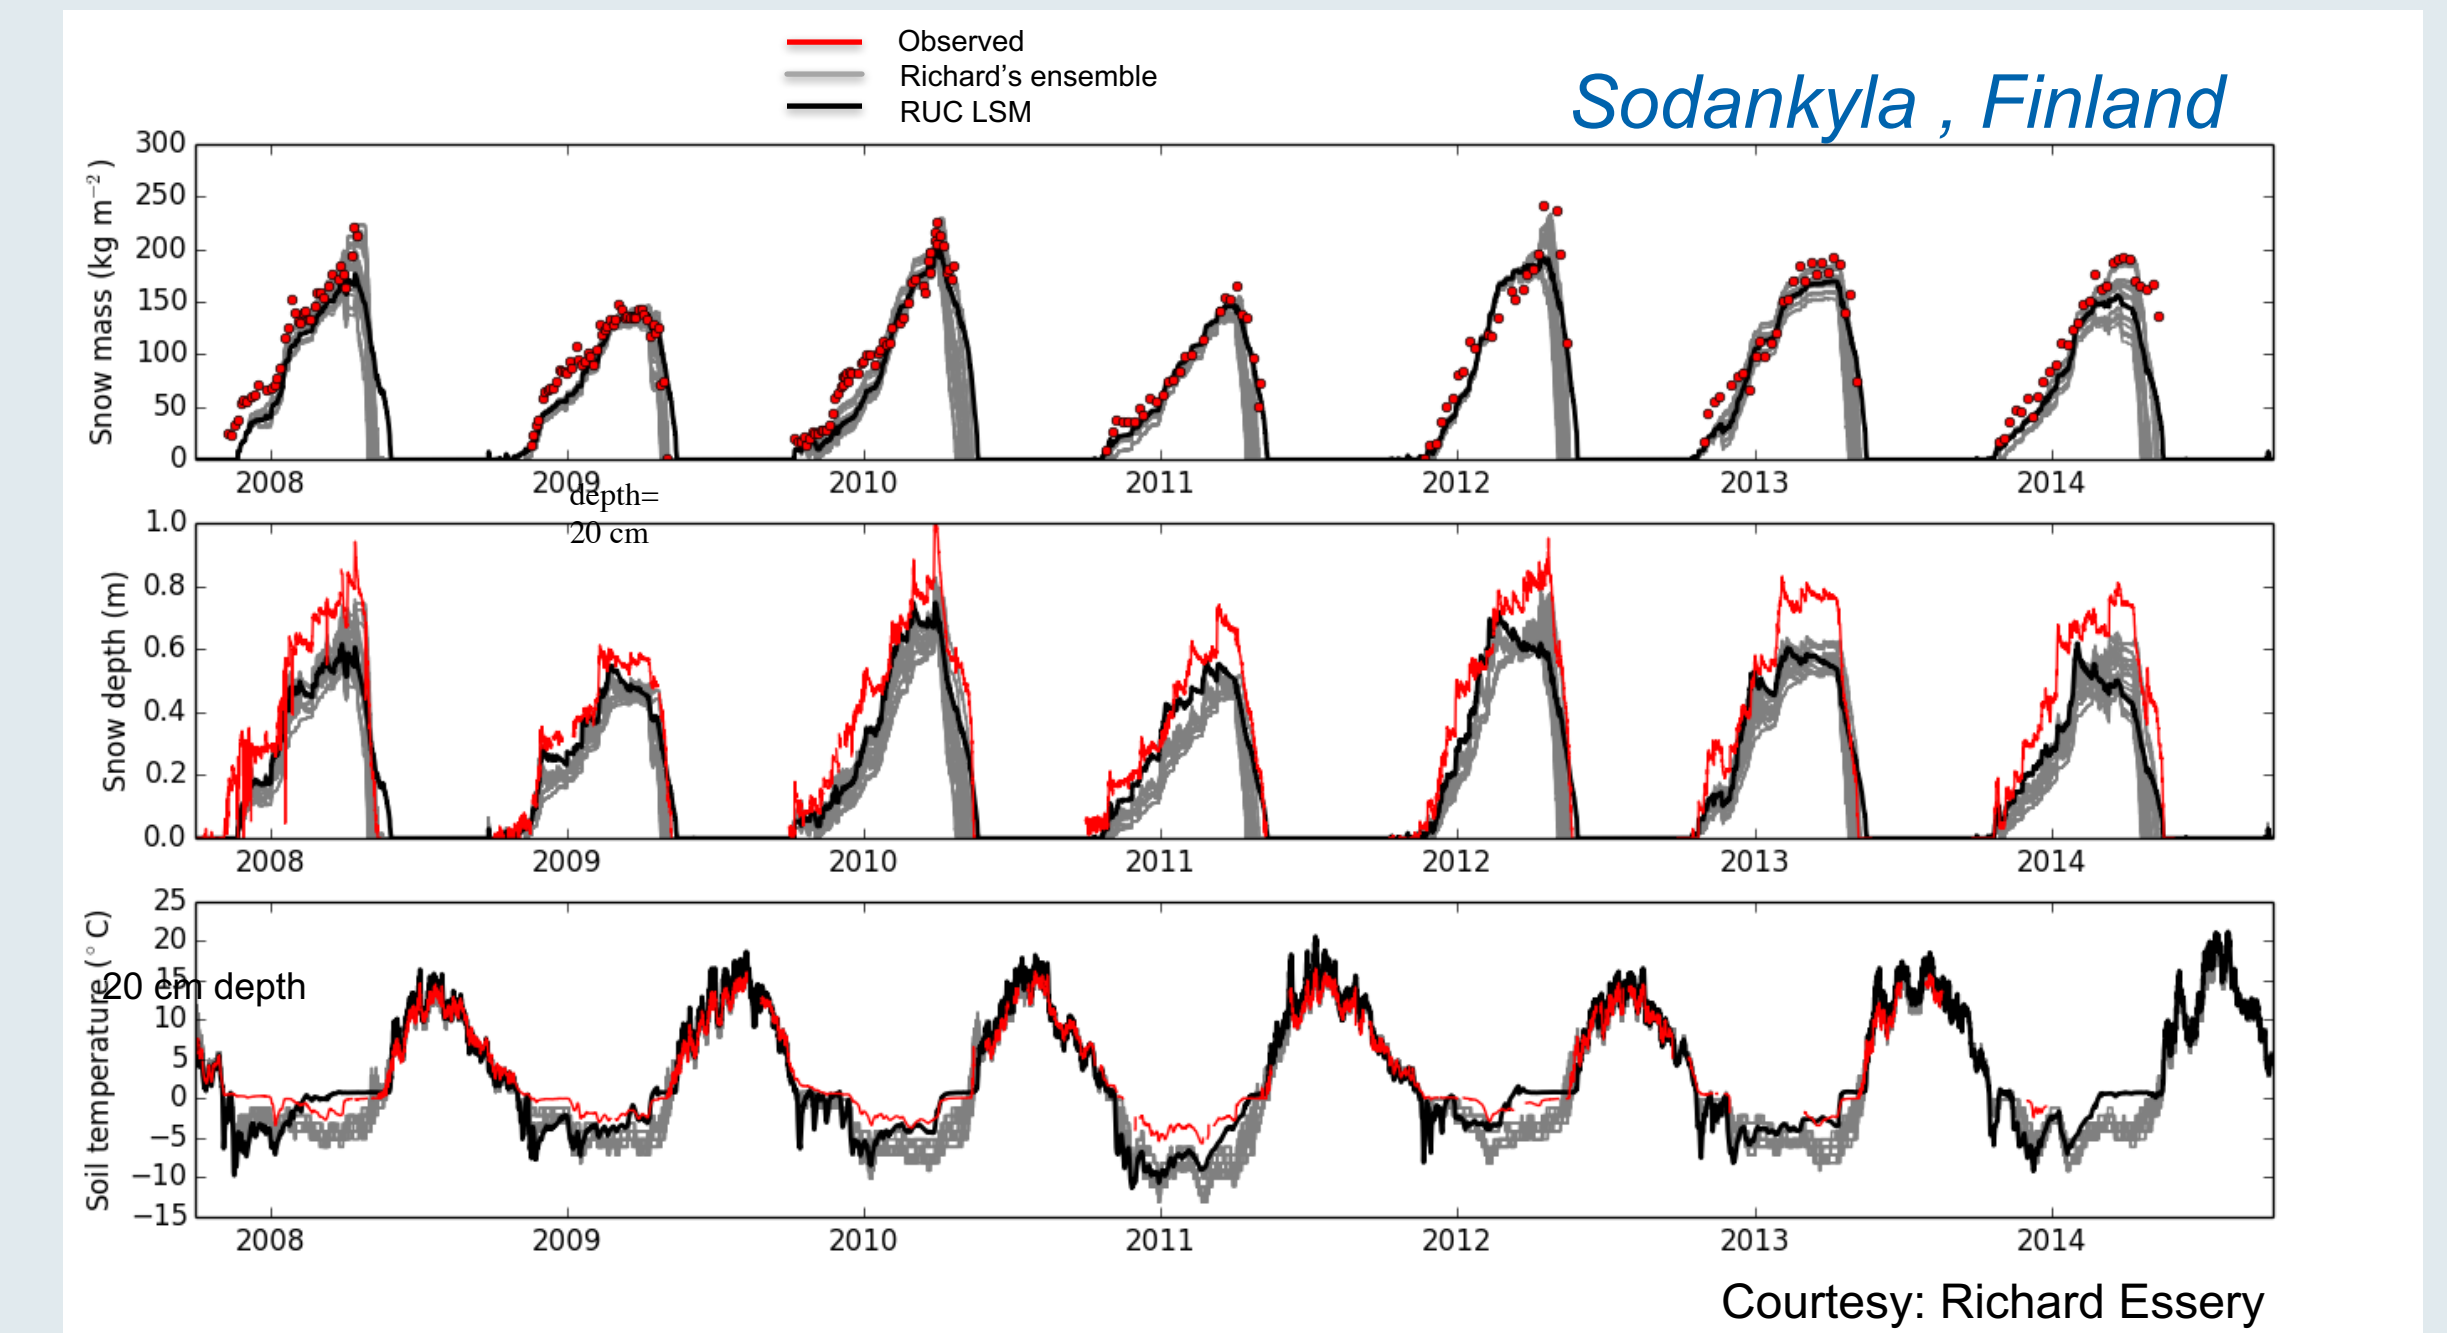 Observed
Richard's ensemble
RUC LSM
Sodankyla , Finland
Snow mass (kg m⁻²)
300
250
200
150
100
50
0
2008 2009 2010 2011 2012 2013 2014
depth=
20 cm
Snow depth (m)
1.0
0.8
0.6
0.4
0.2
0.0
2008 2009 2010 2011 2012 2013 2014
Soil temperature (°C)
25
20
15
20 cm depth
10
5
0
−5
−10
−15
2008 2009 2010 2011 2012 2013 2014
Courtesy: Richard Essery